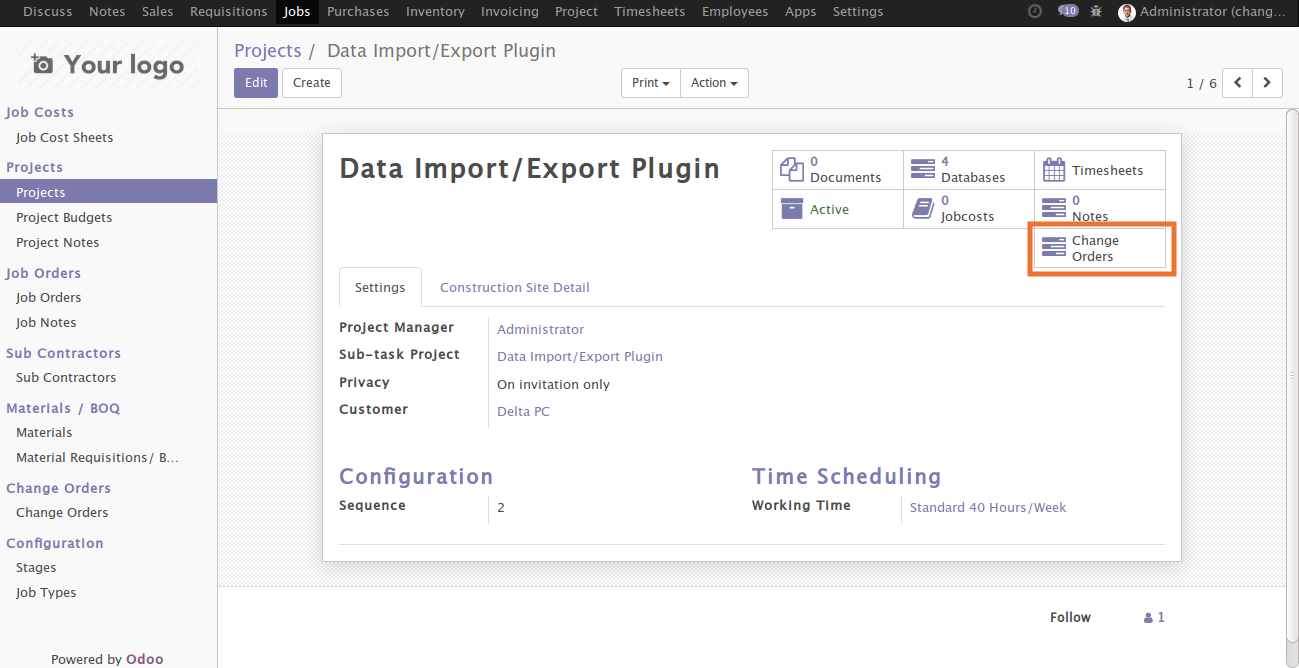 Discuss Notes Sales Requisitions Jobs Purchases Inventory Invoicing Project Timesheets Employees Apps Settings 10 Administrator (chang...
Your logo
Job Costs
Job Cost Sheets
Projects
Projects
Project Budgets
Project Notes
Job Orders
Job Orders
Job Notes
Sub Contractors
Sub Contractors
Materials / BOQ
Materials
Material Requisitions/ B...
Change Orders
Change Orders
Configuration
Stages
Job Types
Powered by Odoo
Projects / Data Import/Export Plugin
Edit Create Print Action 1 / 6
Data Import/Export Plugin
0
Documents
4
Databases
Timesheets
Active
0
Jobcosts
0
Notes
Change
Orders
Settings Construction Site Detail
Project Manager Administrator
Sub-task Project Data Import/Export Plugin
Privacy On invitation only
Customer Delta PC
Configuration
Sequence 2
Time Scheduling
Working Time Standard 40 Hours/Week
Follow 1